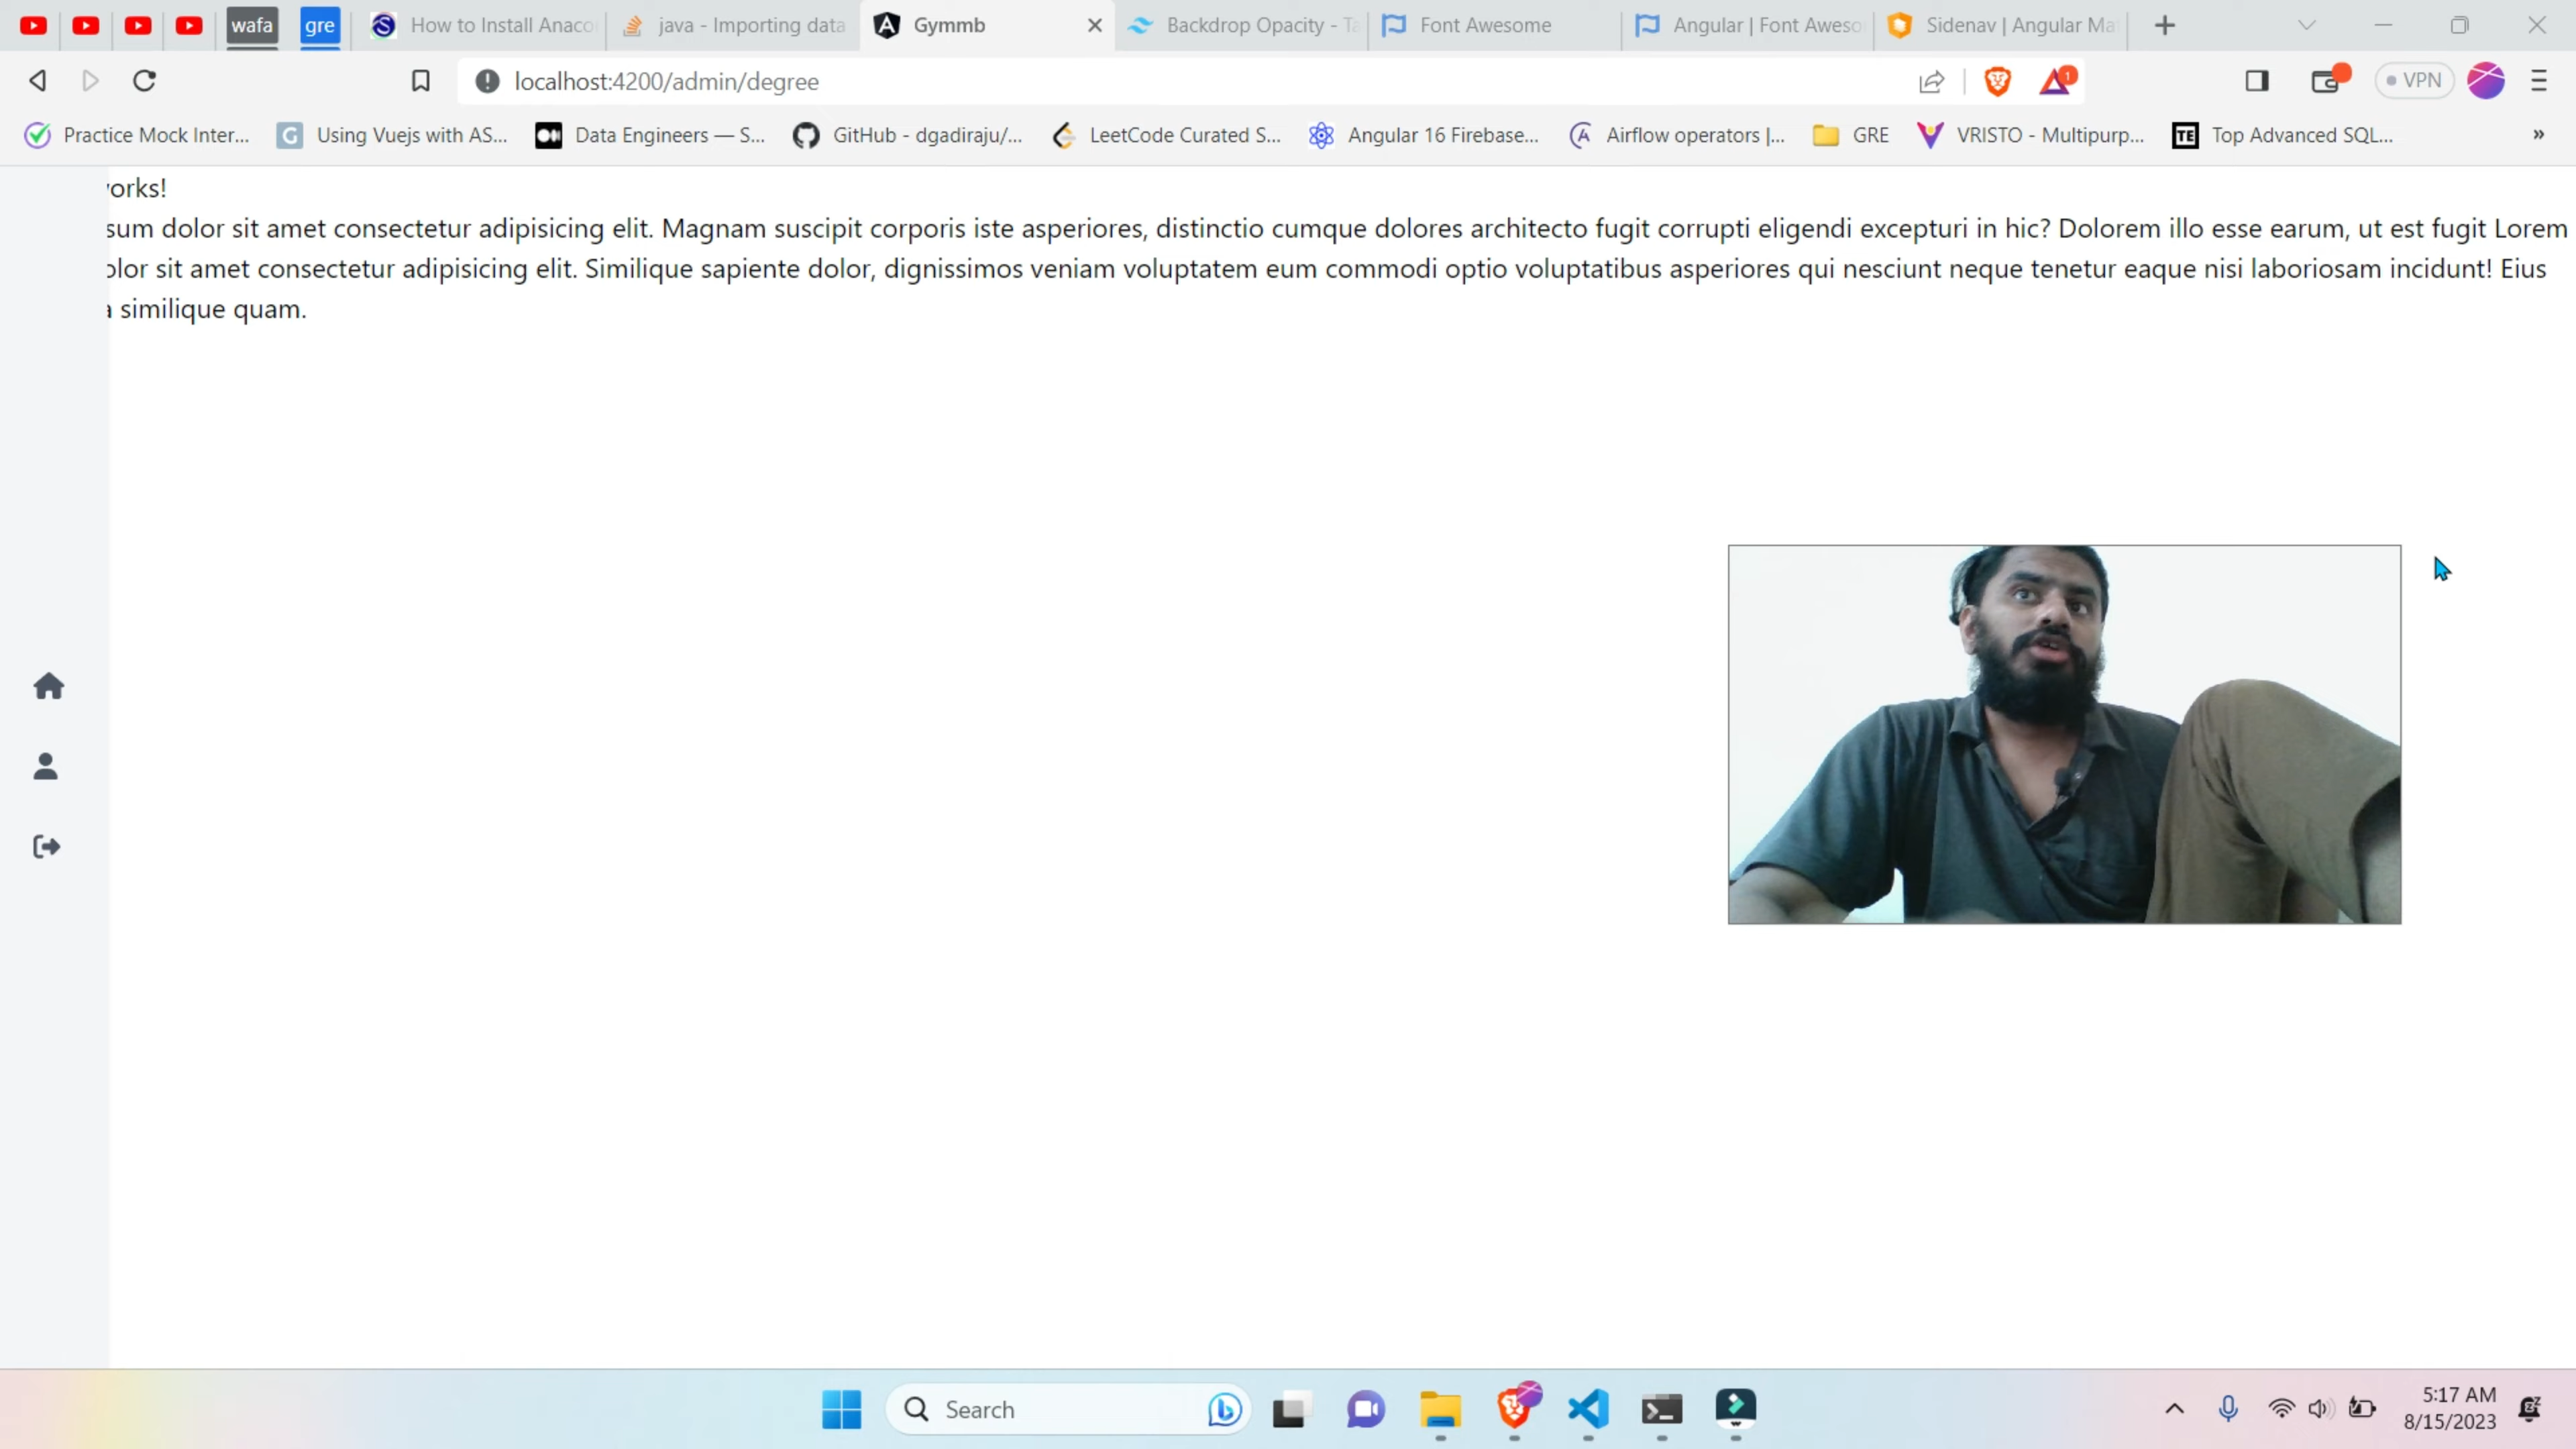 wafa
gre
How to Install Anaco
java - Importing data
Gymmb
Backdrop Opacity - Ta
Font Awesome
Angular | Font Aweso
Sidenav | Angular Ma
localhost:4200/admin/degree
1
VPN
Practice Mock Inter...
Using Vuejs with AS...
Data Engineers — S...
GitHub - dgadiraju/...
LeetCode Curated S...
Angular 16 Firebase...
Airflow operators |...
GRE
VRISTO - Multipurp...
Top Advanced SQL...
orks!
sum dolor sit amet consectetur adipisicing elit. Magnam suscipit corporis iste asperiores, distinctio cumque dolores architecto fugit corrupti eligendi excepturi in hic? Dolorem illo esse earum, ut est fugit Lorem
olor sit amet consectetur adipisicing elit. Similique sapiente dolor, dignissimos veniam voluptatem eum commodi optio voluptatibus asperiores qui nesciunt neque tenetur eaque nisi laboriosam incidunt! Eius
a similique quam.
Search
5:17 AM
8/15/2023